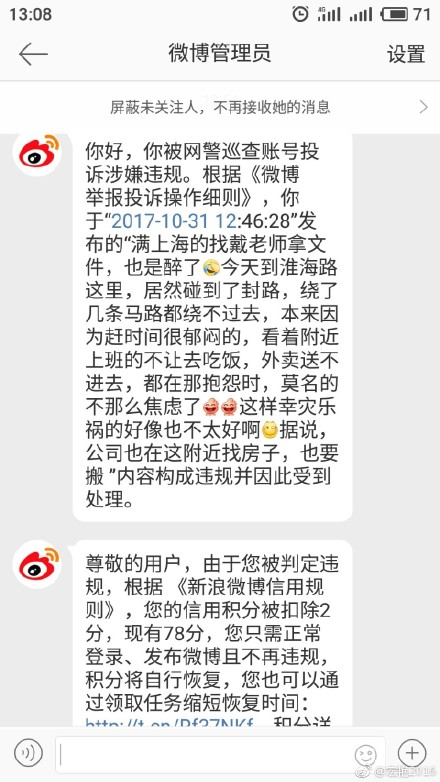 13:08
4G
71
微博管理员
设置
屏蔽未关注人，不再接收她的消息
你好，你被网警巡查账号投
诉涉嫌违规。根据《微博
举报投诉操作细则》，你
于“2017-10-31 12:46:28”发
布的“满上海的找戴老师拿文
件，也是醉了今天到淮海路
这里，居然碰到了封路，绕了
几条马路都绕不过去，本来因
为赶时间很郁闷的，看着附近
上班的不让去吃饭，外卖送不
进去，都在那抱怨时，莫名的
不那么焦虑了这样幸灾乐
祸的好像也不太好啊据说，
公司也在这附近找房子，也要
搬 ”内容构成违规并因此受到
处理。
尊敬的用户，由于您被判定违
规，根据 《新浪微博信用规
则》，您的信用积分被扣除2
分，现有78分，您只需正常
登录、发布微博且不再违规，
积分将自行恢复，您也可以通
过领取任务缩短恢复时间：